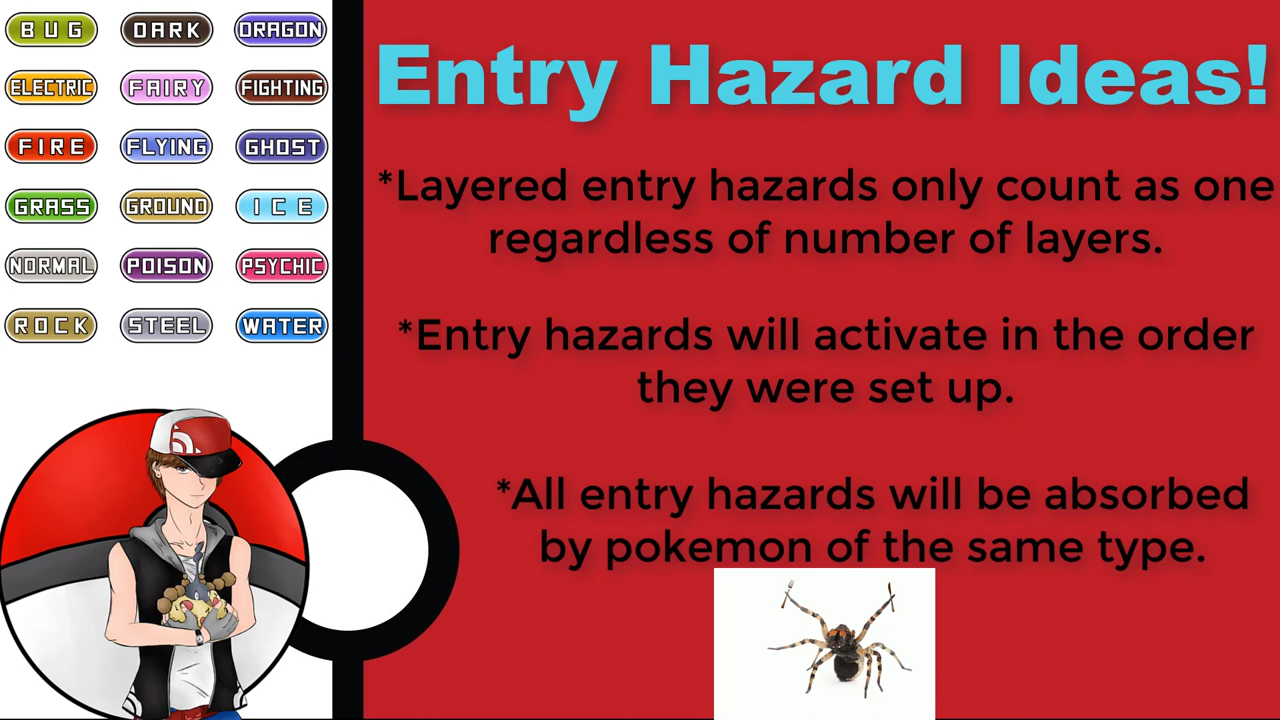 BUG DARK DRAGON
ELECTRIC FAIRY FIGHTING
FIRE FLYING GHOST
GRASS GROUND ICE
NORMAL POISON PSYCHIC
ROCK STEEL WATER
Entry Hazard Ideas!
*Layered entry hazards only count as one
regardless of number of layers.
*Entry hazards will activate in the order
they were set up.
*All entry hazards will be absorbed
by pokemon of the same type.